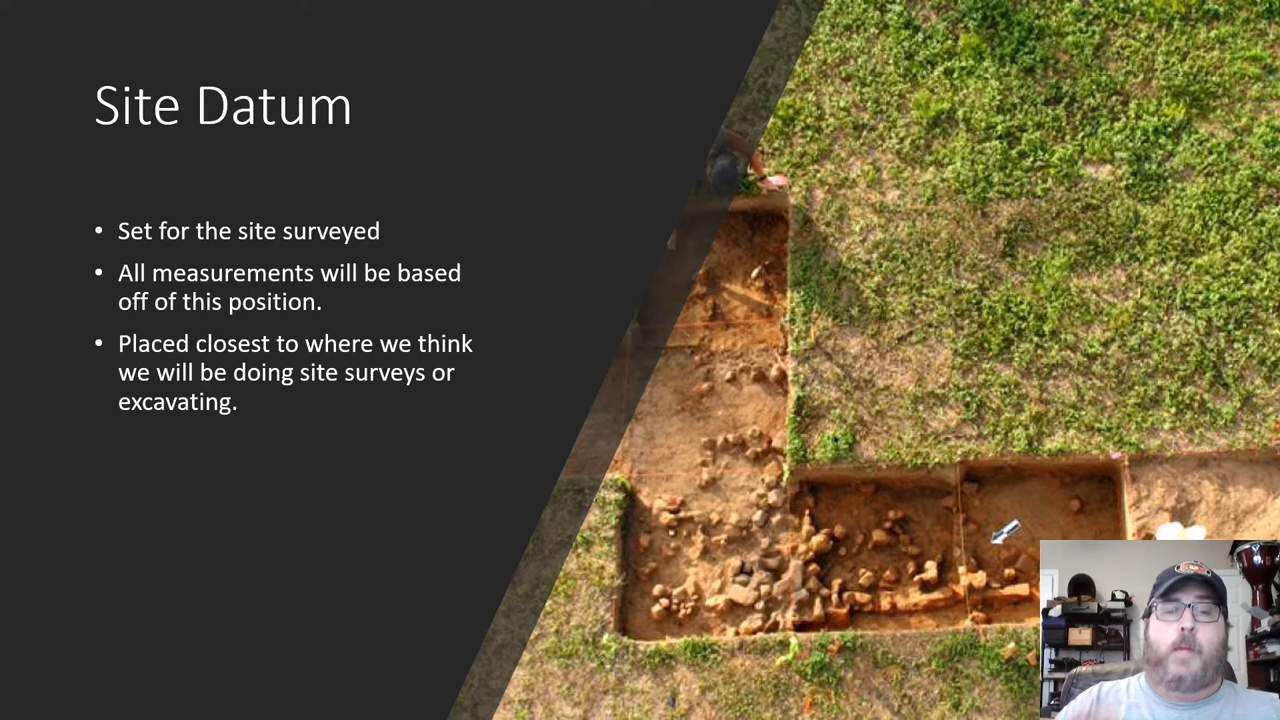 Site Datum
• Set for the site surveyed
• All measurements will be based
off of this position.
• Placed closest to where we think
we will be doing site surveys or
excavating.